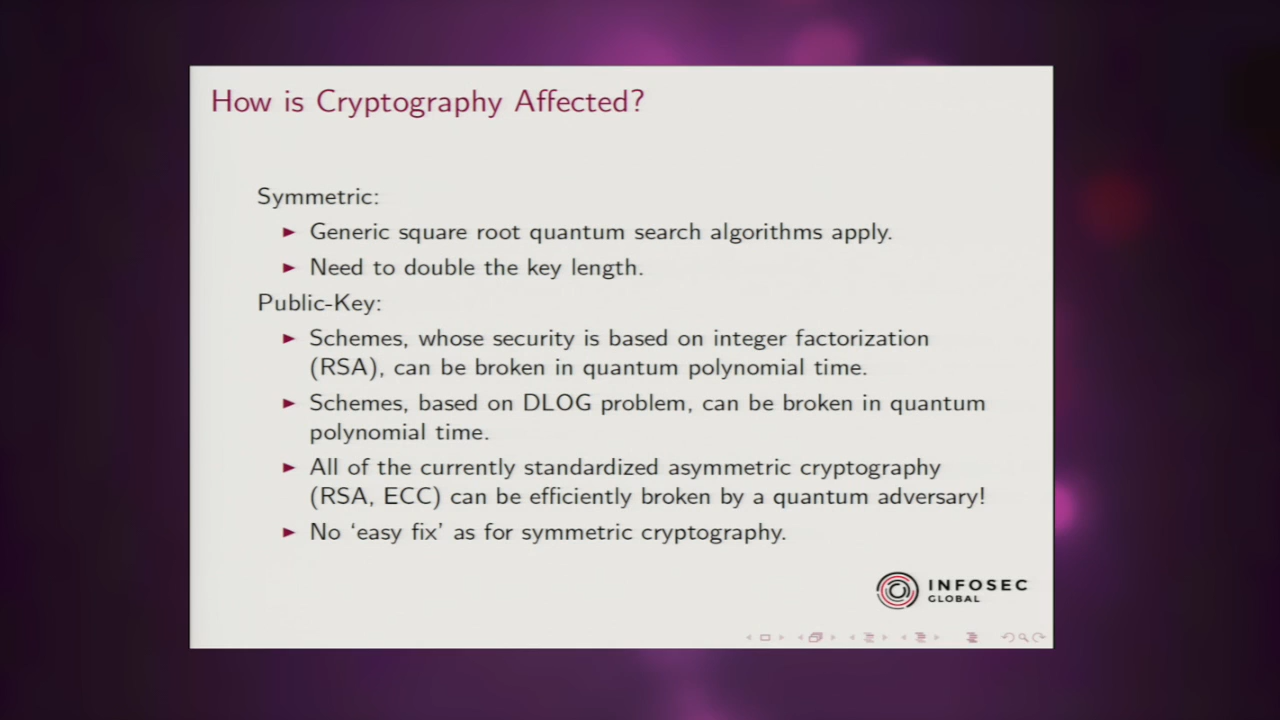 How is Cryptography Affected?
Symmetric:
Generic square root quantum search algorithms apply.
Need to double the key length.
Public-Key:
Schemes, whose security is based on integer factorization
(RSA), can be broken in quantum polynomial time.
Schemes, based on DLOG problem, can be broken in quantum
polynomial time.
All of the currently standardized asymmetric cryptography
(RSA, ECC) can be efficiently broken by a quantum adversary!
No ‘easy fix’ as for symmetric cryptography.
INFOSEC
GLOBAL